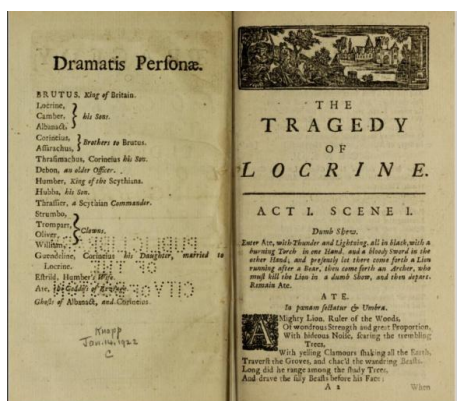 Dramatis Perſonæ.
BRUTUS, King of Britain.
Locrine,
Camber,
Albanact,
his Sons.
Corineius,
Aſſarachus,
Brothers to Brutus.
Thraſimachus, Corineius his Son.
Debon, an older Officer.
Humber, King of the Scythians.
Hubba, his Son.
Thraſſier, a Scythian Commander.
Strumbo,
Trompart,
Oliver,
William,
Clowns.
Guendeline, Corineius his Daughter, married to
Locrine.
Eſtrild, Humber's Wife.
Ate, the Goddeſs of Revenge.
Ghoſts of Albanact, and Corineius.
Knopp
Jan. 14, 1922
C
THE
TRAGEDY
OF
LOCRINE.
ACT I. SCENE I.
Dumb Shew.
Enter Ate, with Thunder and Lightning, all in black, with a
burning Torch in one Hand, and a bloody Sword in the
other Hand; and preſently let there come forth a Lion
running after a Bear, then come forth an Archer, who
muſt kill the Lion in a dumb Show, and then depart.
Remain Ate.
ATE.
In pænam ſectatur & Umbra.
A Mighty Lion, Ruler of the Woods,
Of wondrous Strength and great Proportion,
With hideous Noiſe, ſcaring the trembling
Trees,
With yelling Clamours ſhaking all the Earth,
Traverſt the Groves, and chac'd the wandring Beaſts.
Long did he range among the ſhady Trees,
And drave the ſilly Beaſts before his Face;
A 2
When